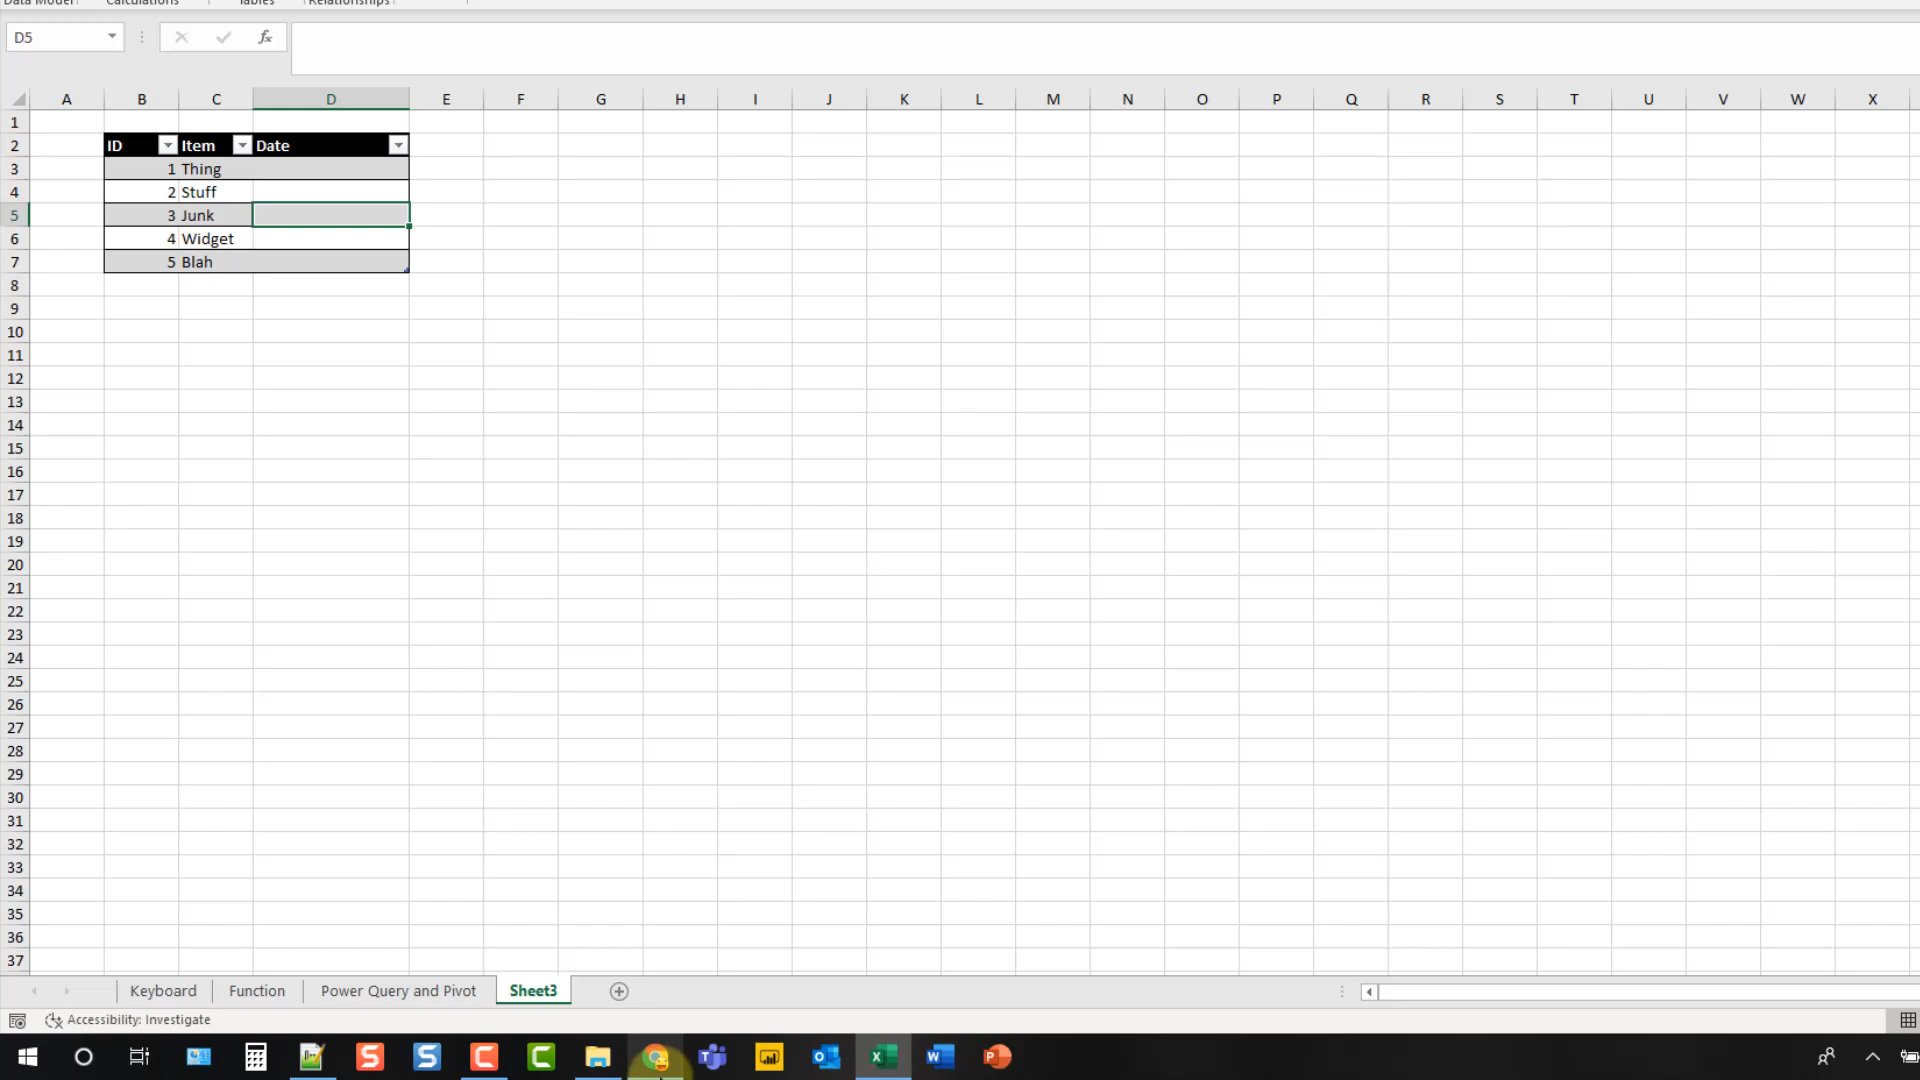 Data Model Calculations Tables Relationships
D5
fx
A B C D E F G H I J K L M N O P Q R S T U V W X
1
2 ID Item Date
3 1 Thing
4 2 Stuff
5 3 Junk
6 4 Widget
7 5 Blah
8
9
10
11
12
13
14
15
16
17
18
19
20
21
22
23
24
25
26
27
28
29
30
31
32
33
34
35
36
37
Keyboard Function Power Query and Pivot Sheet3
Accessibility: Investigate